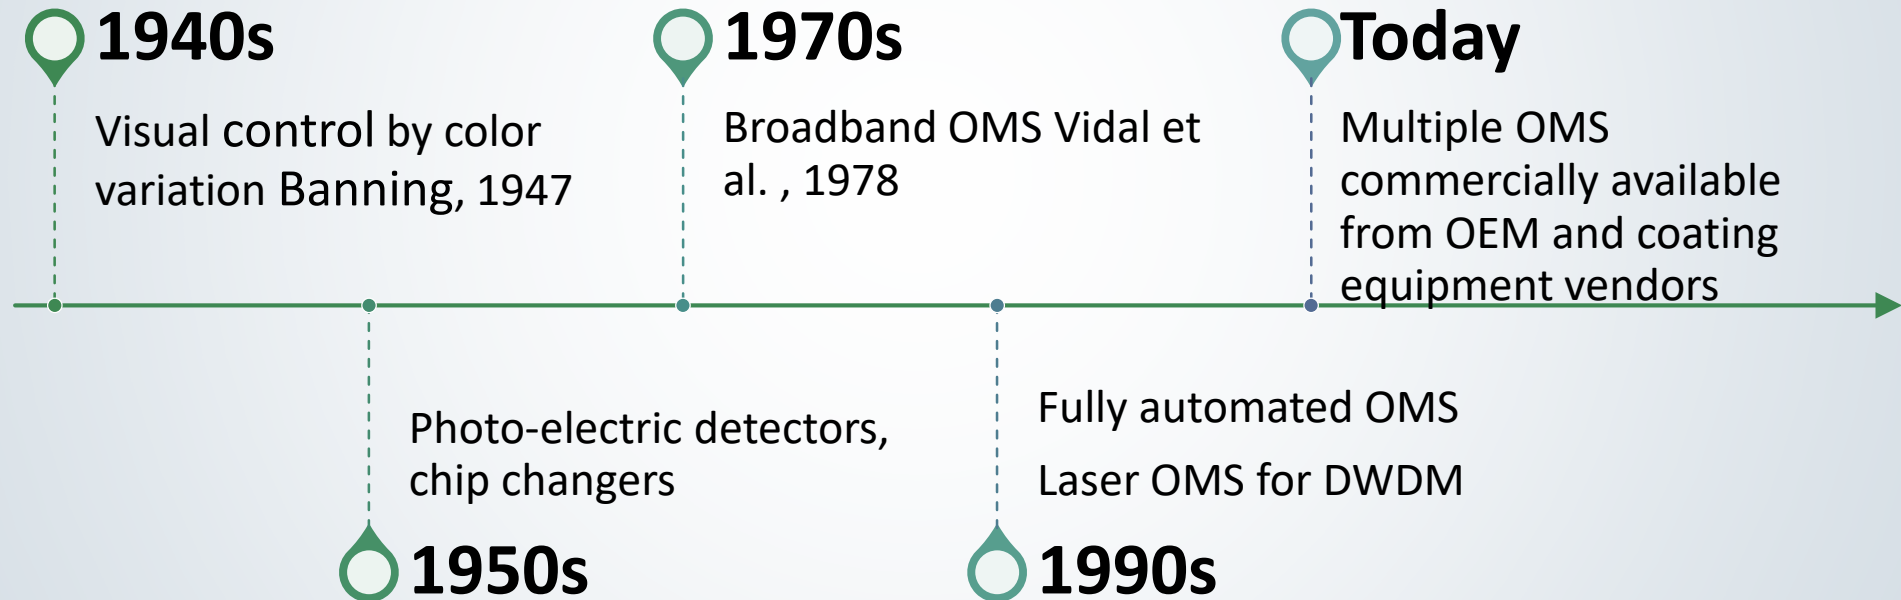 1940s
Visual control by color
variation Banning, 1947
1970s
Broadband OMS Vidal et
al. , 1978
Today
Multiple OMS
commercially available
from OEM and coating
equipment vendors
Photo-electric detectors,
chip changers
1950s
Fully automated OMS
Laser OMS for DWDM
1990s